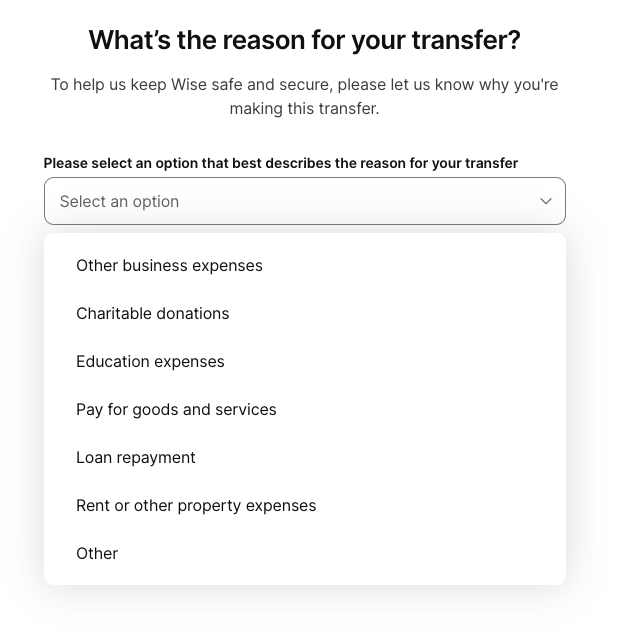 What’s the reason for your transfer?
To help us keep Wise safe and secure, please let us know why you're
making this transfer.
Please select an option that best describes the reason for your transfer
Select an option
Other business expenses
Charitable donations
Education expenses
Pay for goods and services
Loan repayment
Rent or other property expenses
Other